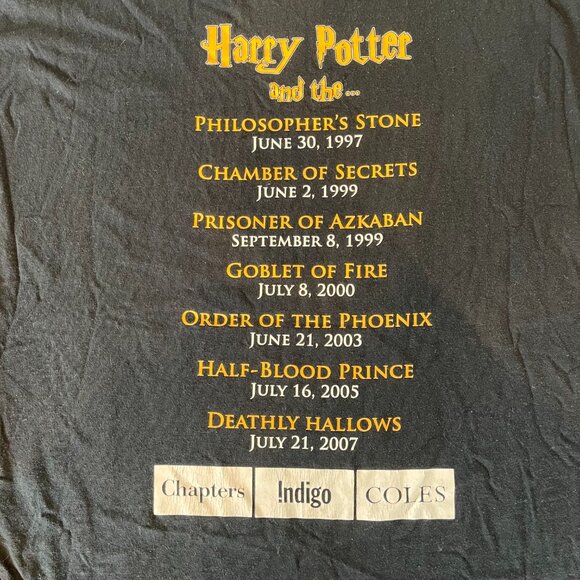 Harry Potter
and the...
PHILOSOPHER'S STONE
JUNE 30, 1997
CHAMBER OF SECRETS
JUNE 2, 1999
PRISONER OF AZKABAN
SEPTEMBER 8, 1999
GOBLET OF FIRE
JULY 8, 2000
ORDER OF THE PHOENIX
JUNE 21, 2003
HALF-BLOOD PRINCE
JULY 16, 2005
DEATHLY HALLOWS
JULY 21, 2007
Chapters !ndigo COLES